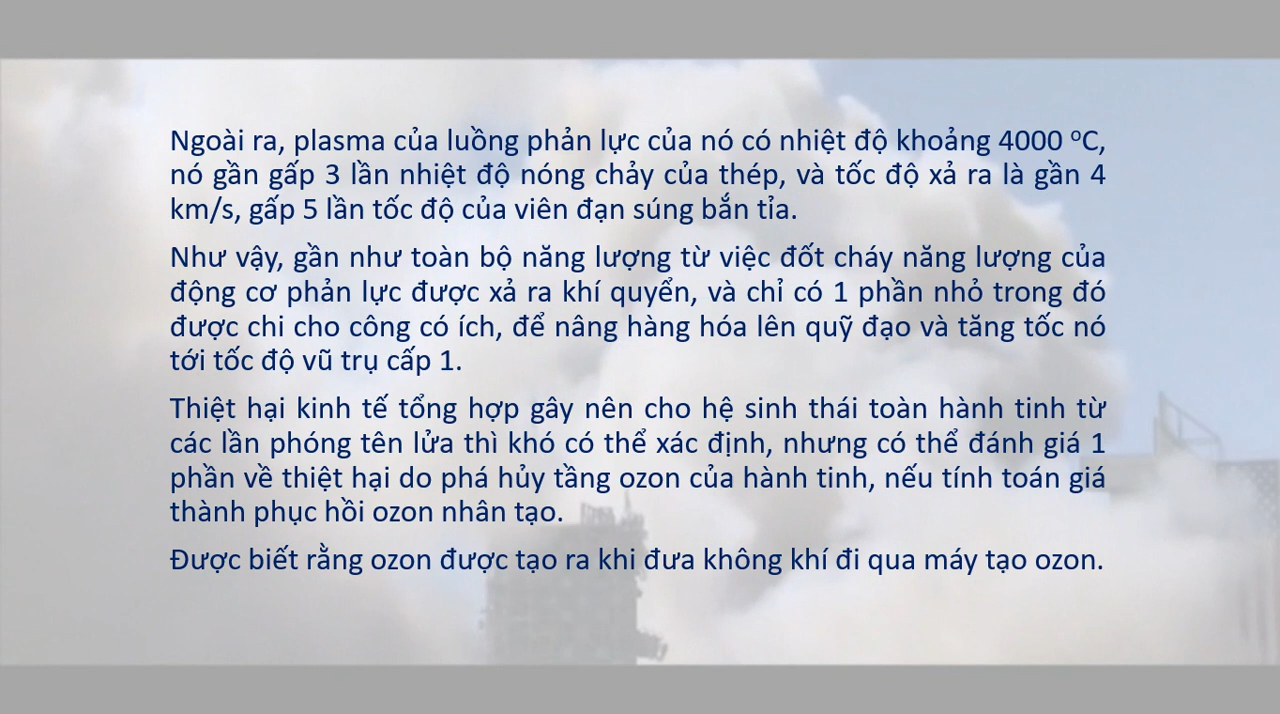 Ngoài ra, plasma của luồng phản lực của nó có nhiệt độ khoảng 4000 ºC,
nó gần gấp 3 lần nhiệt độ nóng chảy của thép, và tốc độ xả ra là gần 4
km/s, gấp 5 lần tốc độ của viên đạn súng bắn tỉa.
Như vậy, gần như toàn bộ năng lượng từ việc đốt cháy năng lượng của
động cơ phản lực được xả ra khí quyển, và chỉ có 1 phần nhỏ trong đó
được chi cho công có ích, để nâng hàng hóa lên quỹ đạo và tăng tốc nó
tới tốc độ vũ trụ cấp 1.
Thiệt hại kinh tế tổng hợp gây nên cho hệ sinh thái toàn hành tinh từ
các lần phóng tên lửa thì khó có thể xác định, nhưng có thể đánh giá 1
phần về thiệt hại do phá hủy tầng ozon của hành tinh, nếu tính toán giá
thành phục hồi ozon nhân tạo.
Được biết rằng ozon được tạo ra khi đưa không khí đi qua máy tạo ozon.